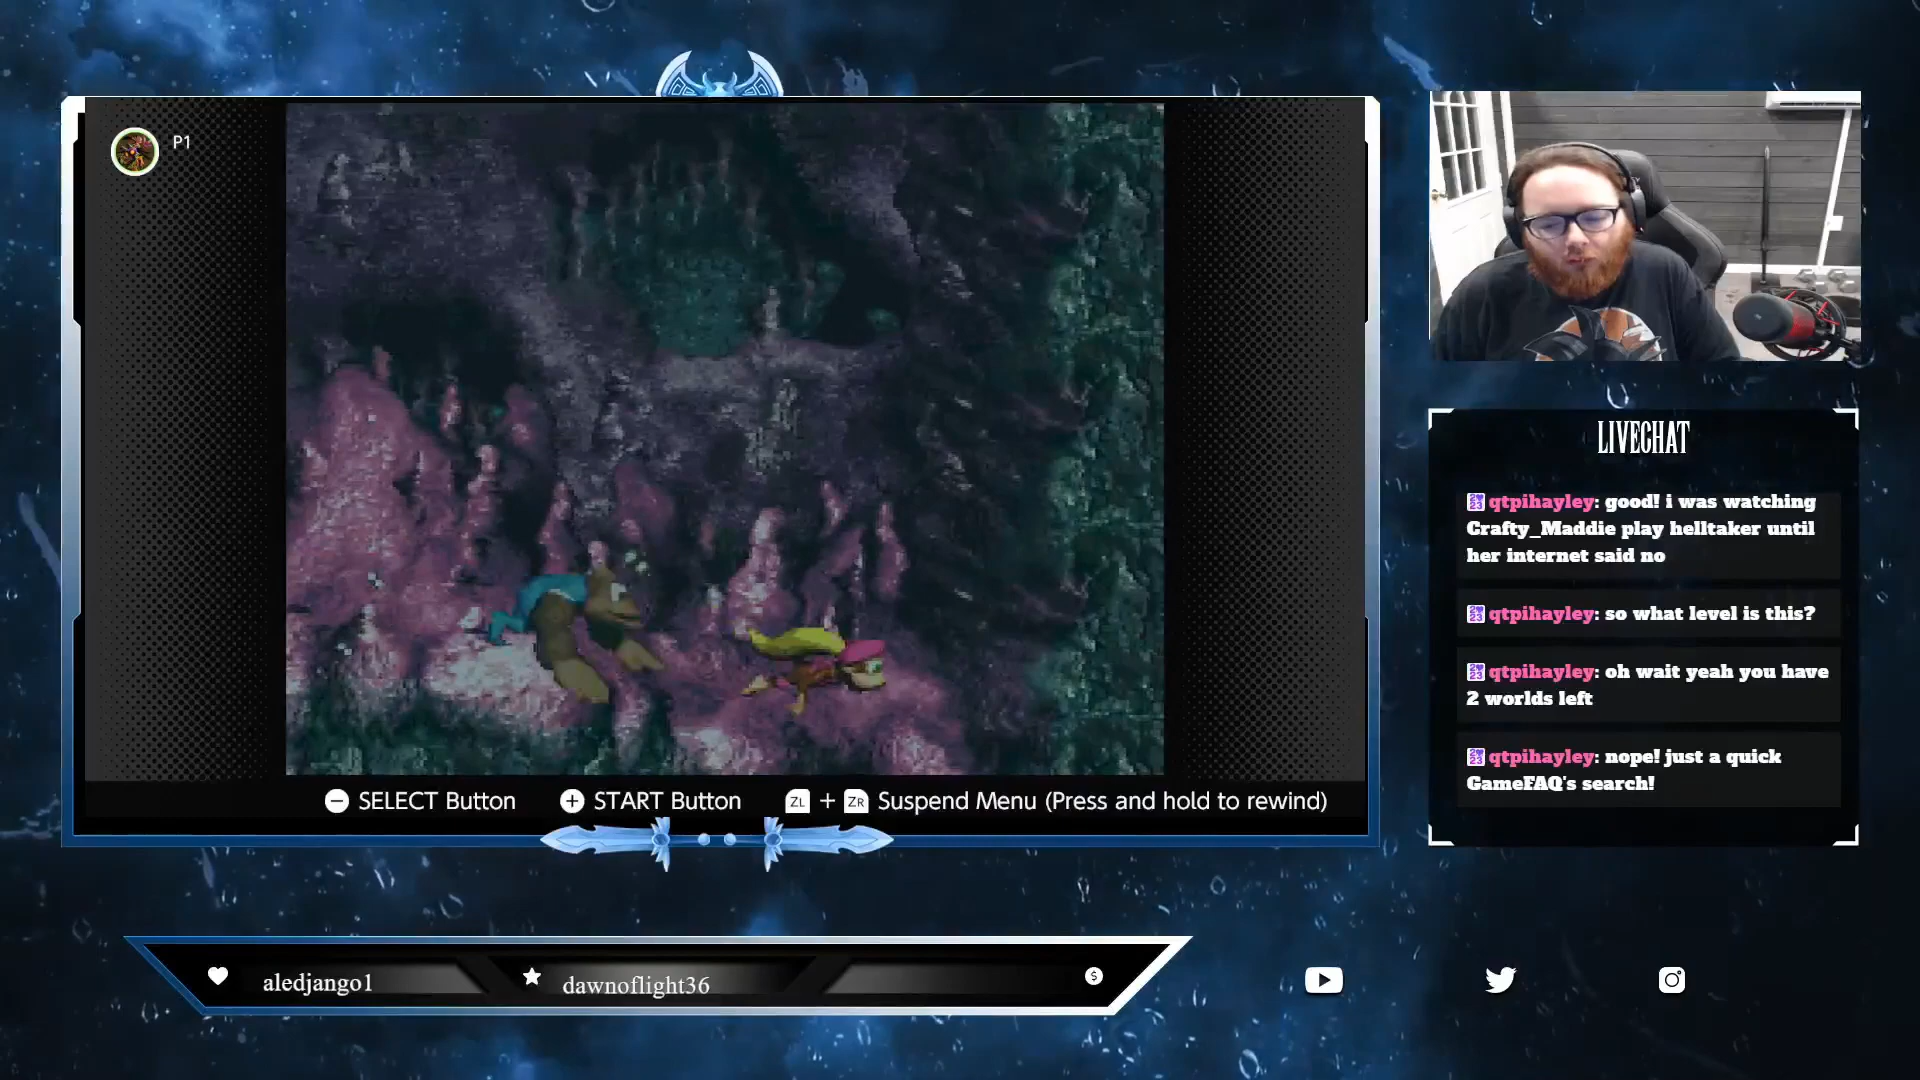 P1
SELECT Button
START Button
ZL + ZR Suspend Menu (Press and hold to rewind)
LIVECHAT
qtpihayley: good! i was watching
Crafty_Maddie play helltaker until
her internet said no
qtpihayley: so what level is this?
qtpihayley: oh wait yeah you have
2 worlds left
qtpihayley: nope! just a quick
GameFAQ's search!
aledjango1
dawnoflight36